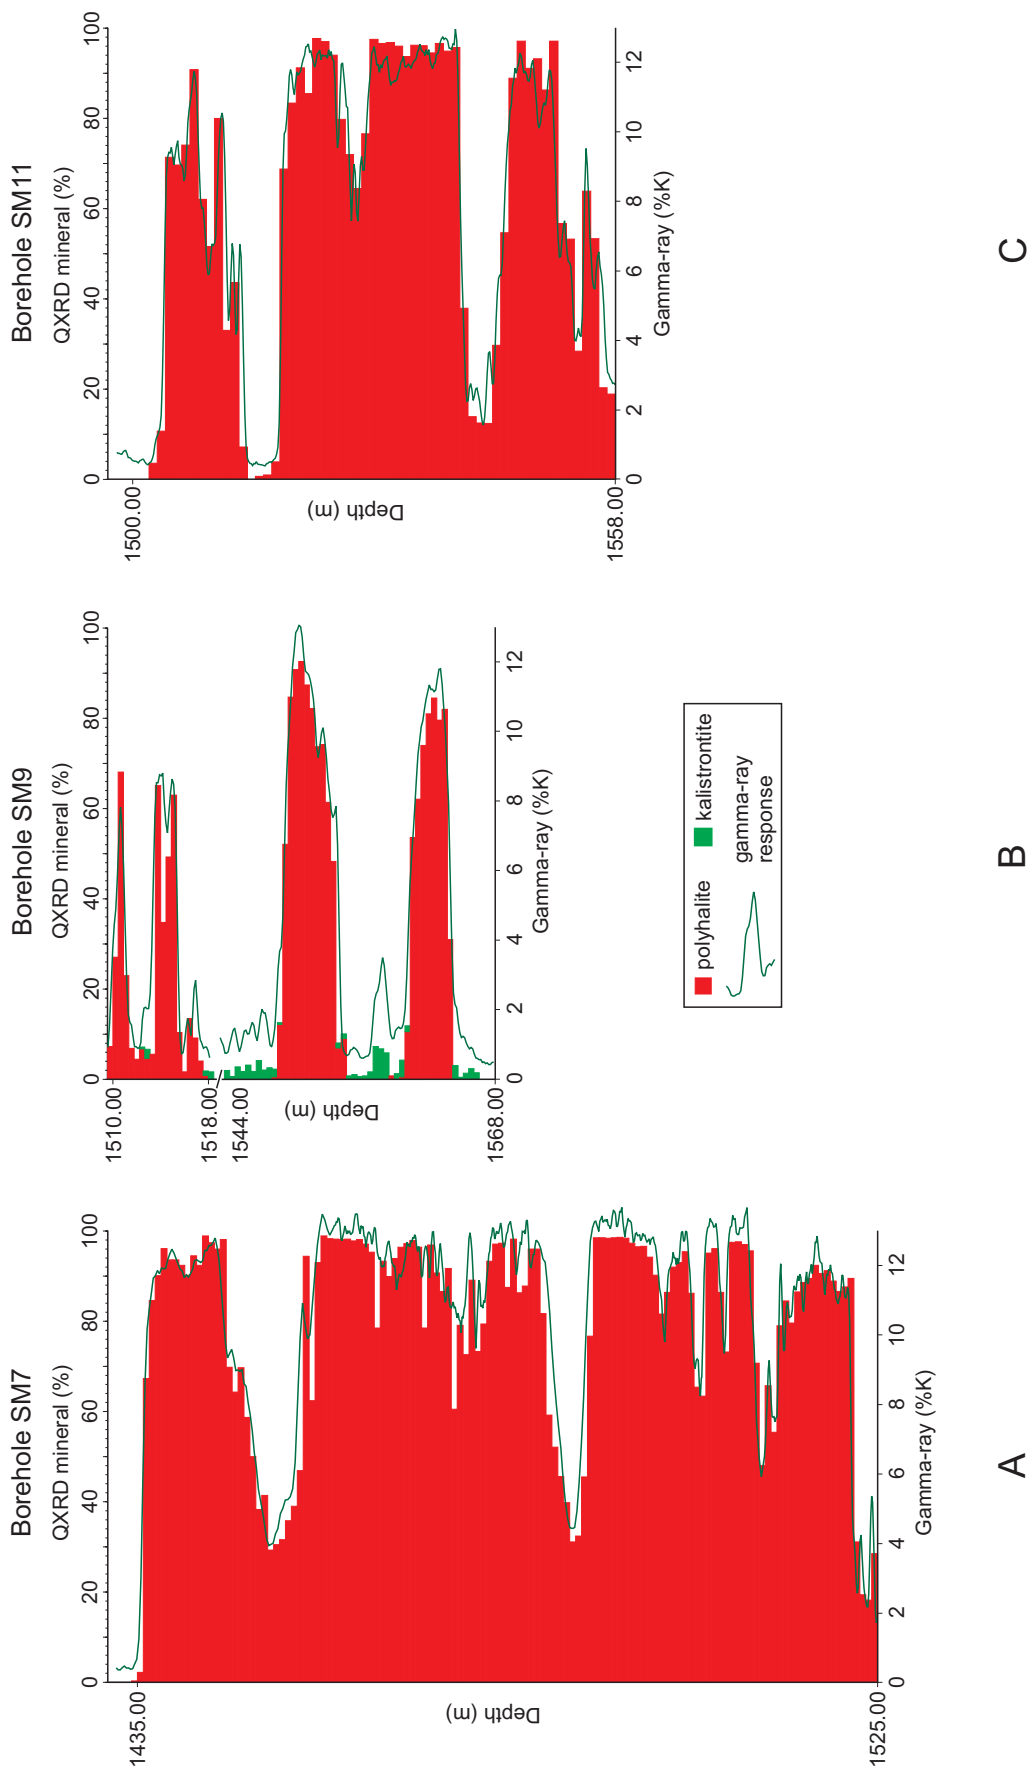 Borehole SM7
QXRD mineral (%)
0 20 40 60 80 100
1435.00
Depth (m)
1525.00
0 2 4 6 8 10 12
Gamma-ray (%K)
A
Borehole SM9
QXRD mineral (%)
0 20 40 60 80 100
1510.00
1518.00
1544.00
Depth (m)
1568.00
0 2 4 6 8 10 12
Gamma-ray (%K)
polyhalite
kalistrontite
gamma-ray
response
B
Borehole SM11
QXRD mineral (%)
0 20 40 60 80 100
1500.00
Depth (m)
1558.00
0 2 4 6 8 10 12
Gamma-ray (%K)
C